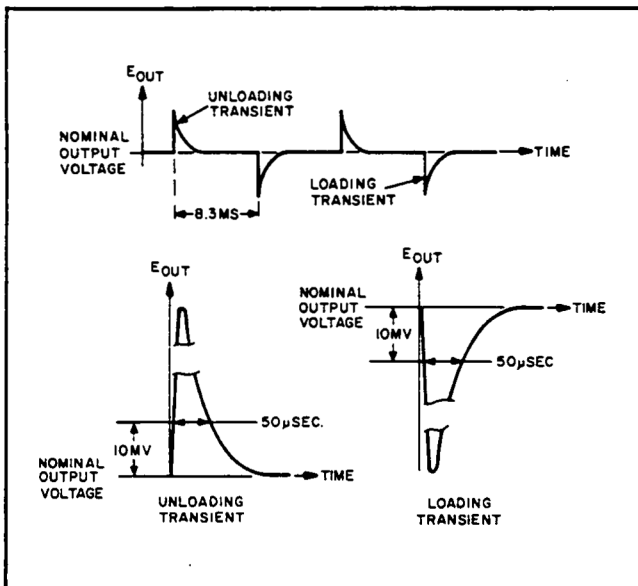 EOUT
UNLOADING
TRANSIENT
NOMINAL
OUTPUT
VOLTAGE
TIME
LOADING
TRANSIENT
8.3MS
EOUT
10MV
50µSEC.
NOMINAL
OUTPUT
VOLTAGE
TIME
UNLOADING
TRANSIENT
EOUT
NOMINAL
OUTPUT
VOLTAGE
TIME
10MV
50µSEC
LOADING
TRANSIENT